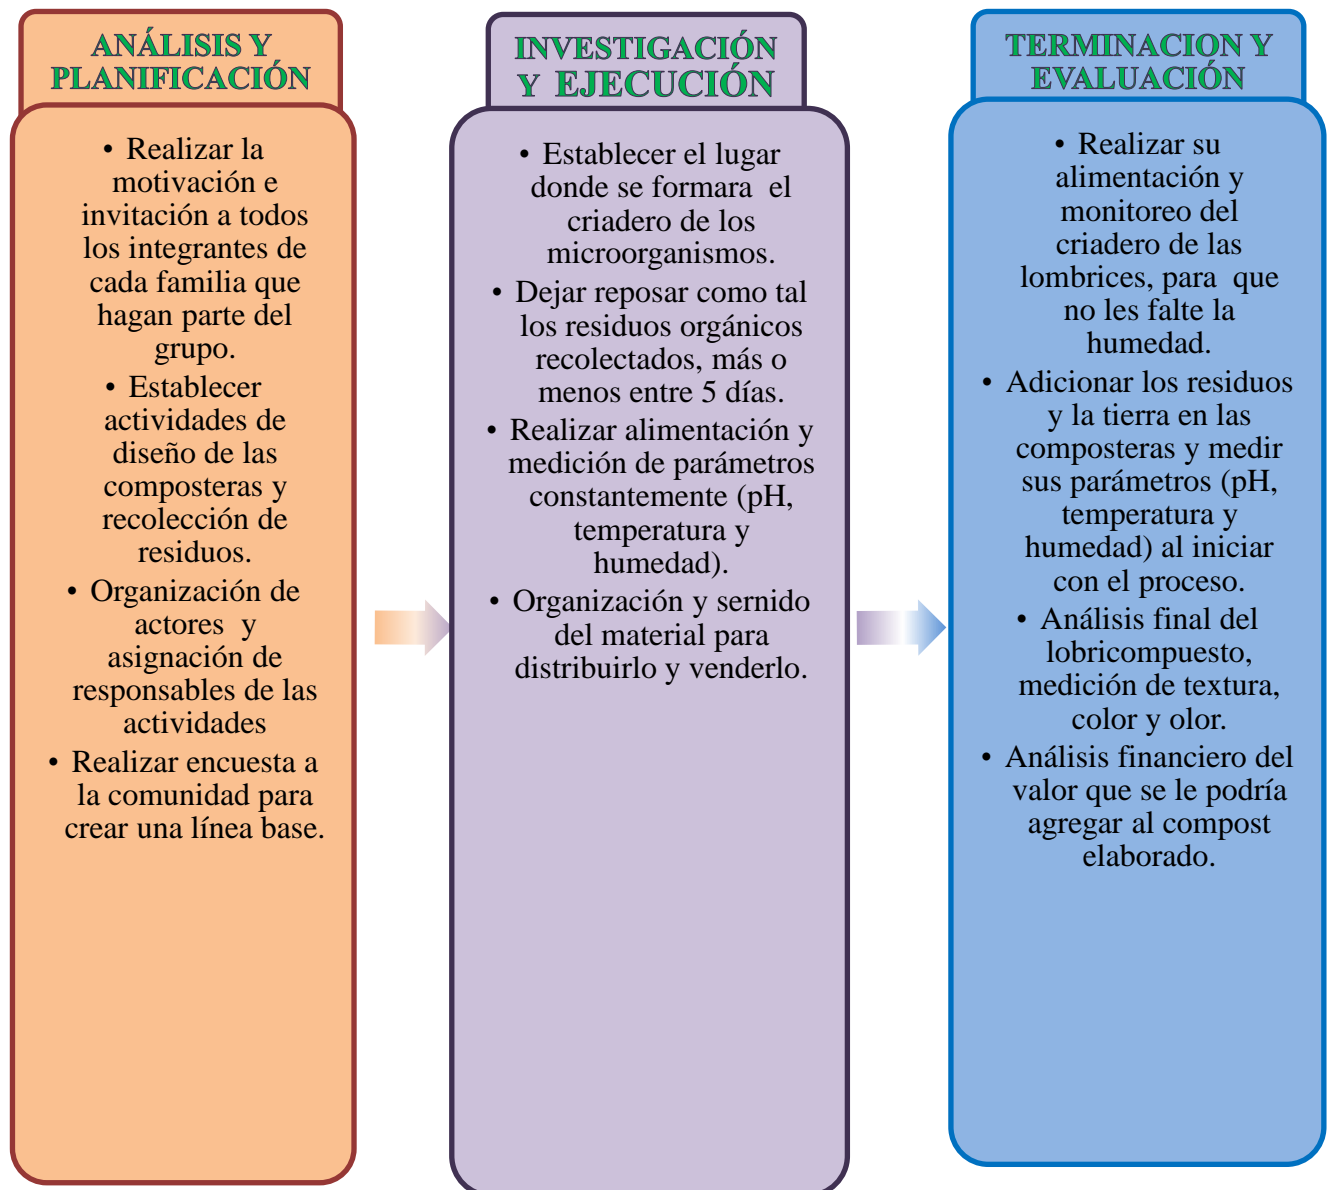 ANÁLISIS Y
PLANIFICACIÓN
• Realizar la
motivación e
invitación a todos
los integrantes de
cada familia que
hagan parte del
grupo.
• Establecer
actividades de
diseño de las
composteras y
recolección de
residuos.
• Organización de
actores y
asignación de
responsables de las
actividades
• Realizar encuesta a
la comunidad para
crear una línea base.
INVESTIGACIÓN
Y EJECUCIÓN
• Establecer el lugar
donde se formara el
criadero de los
microorganismos.
• Dejar reposar como tal
los residuos orgánicos
recolectados, más o
menos entre 5 días.
• Realizar alimentación y
medición de parámetros
constantemente (pH,
temperatura y
humedad).
• Organización y sernido
del material para
distribuirlo y venderlo.
TERMINACION Y
EVALUACIÓN
• Realizar su
alimentación y
monitoreo del
criadero de las
lombrices, para que
no les falte la
humedad.
• Adicionar los residuos
y la tierra en las
composteras y medir
sus parámetros (pH,
temperatura y
humedad) al iniciar
con el proceso.
• Análisis final del
lobricompuesto,
medición de textura,
color y olor.
• Análisis financiero del
valor que se le podría
agregar al compost
elaborado.